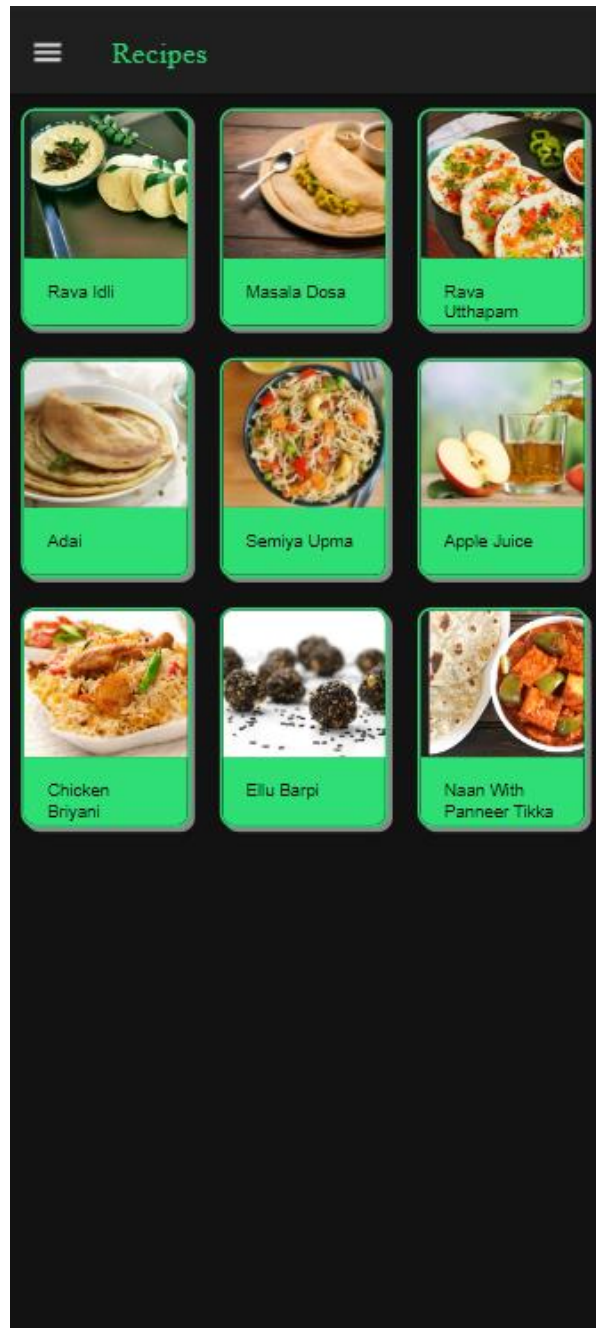 Recipes
Rava Idli
Masala Dosa
Rava
Utthapam
Adai
Semiya Upma
Apple Juice
Chicken
Briyani
Ellu Barpi
Naan With
Panneer Tikka